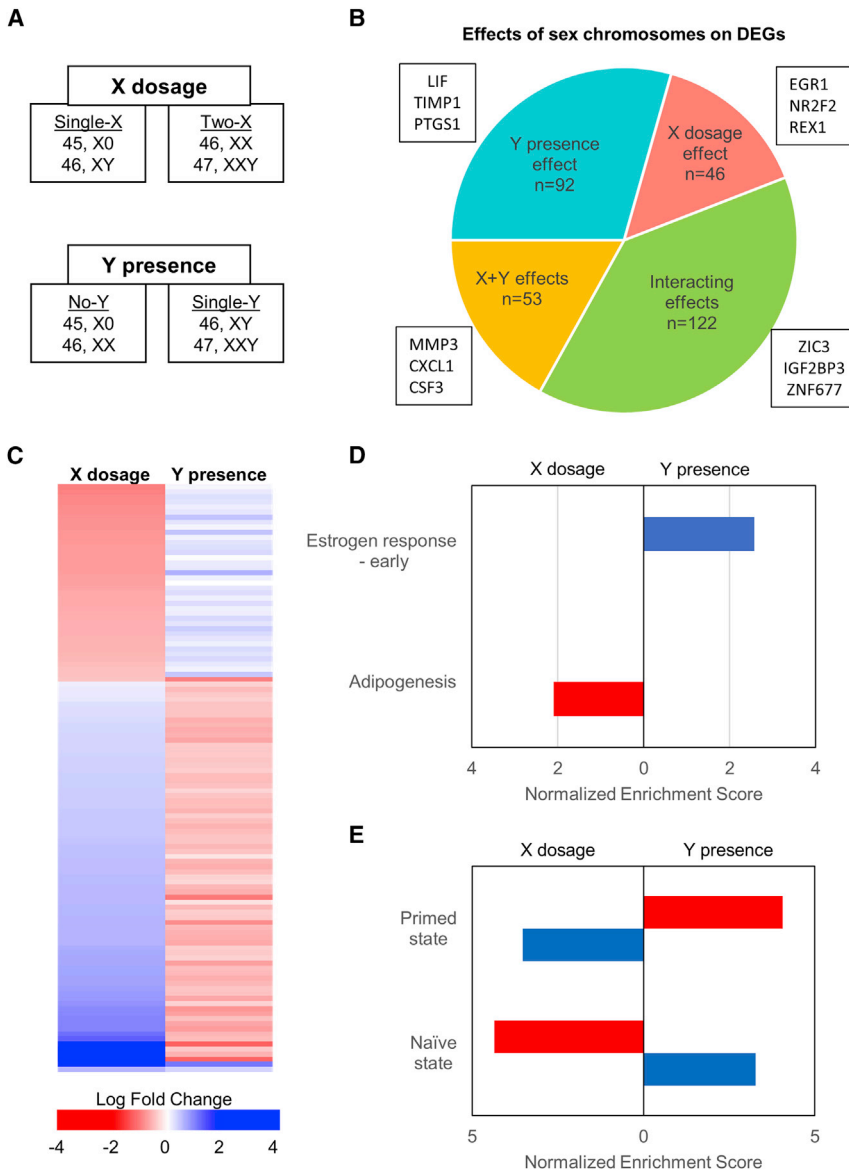 A
X dosage
Single-X
45, X0
46, XY
Two-X
46, XX
47, XXY
Y presence
No-Y
45, X0
46, XX
Single-Y
46, XY
47, XXY
B
Effects of sex chromosomes on DEGs
LIF
TIMP1
PTGS1
EGR1
NR2F2
REX1
Y presence
effect
n=92
X dosage
effect
n=46
X+Y effects
n=53
Interacting
effects
n=122
MMP3
CXCL1
CSF3
ZIC3
IGF2BP3
ZNF677
C
X dosage Y presence
Log Fold Change
-4 -2 0 2 4
D
X dosage Y presence
Estrogen response
- early
Adipogenesis
4 2 0 2 4
Normalized Enrichment Score
E
X dosage Y presence
Primed
state
Naïve
state
5 0 5
Normalized Enrichment Score